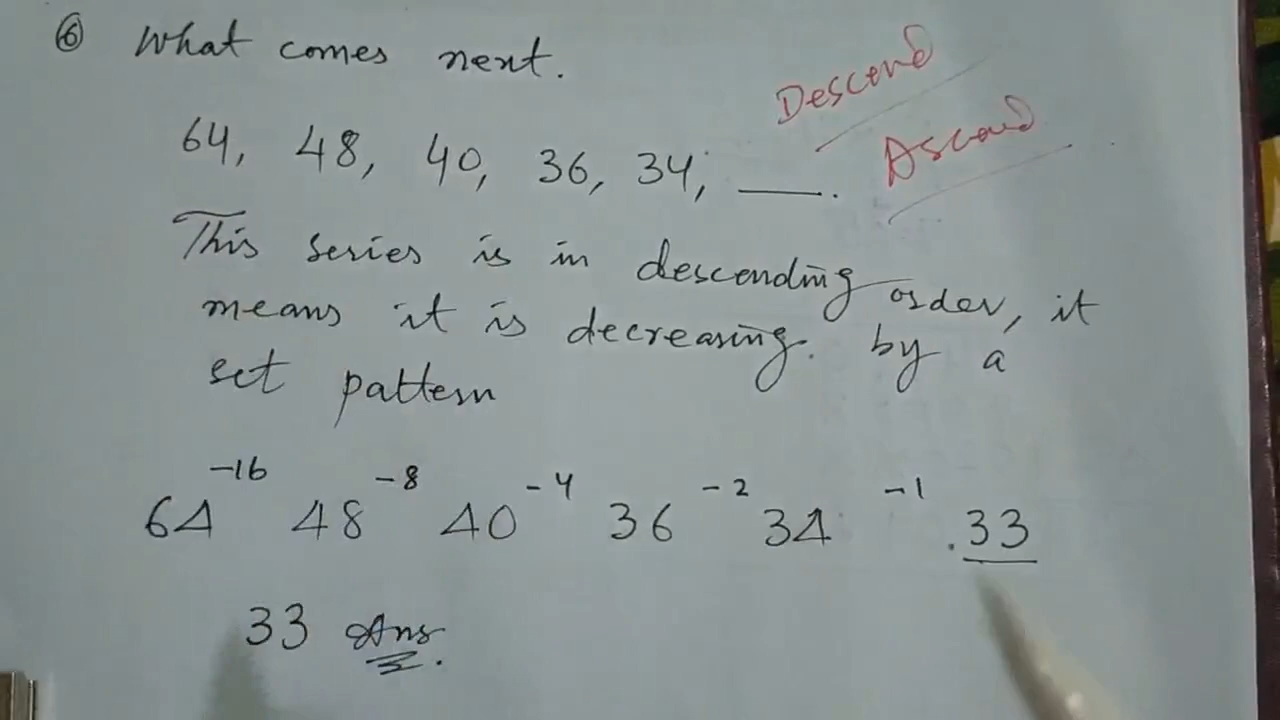 ⑥ What comes next.
Descend
Ascend
64, 48, 40, 36, 34, ___.
This series is in descending order, it
means it is decreasing. by a
set pattern
-16 -8 -4 -2 -1
64 48 40 36 34 .33
33 Ans.